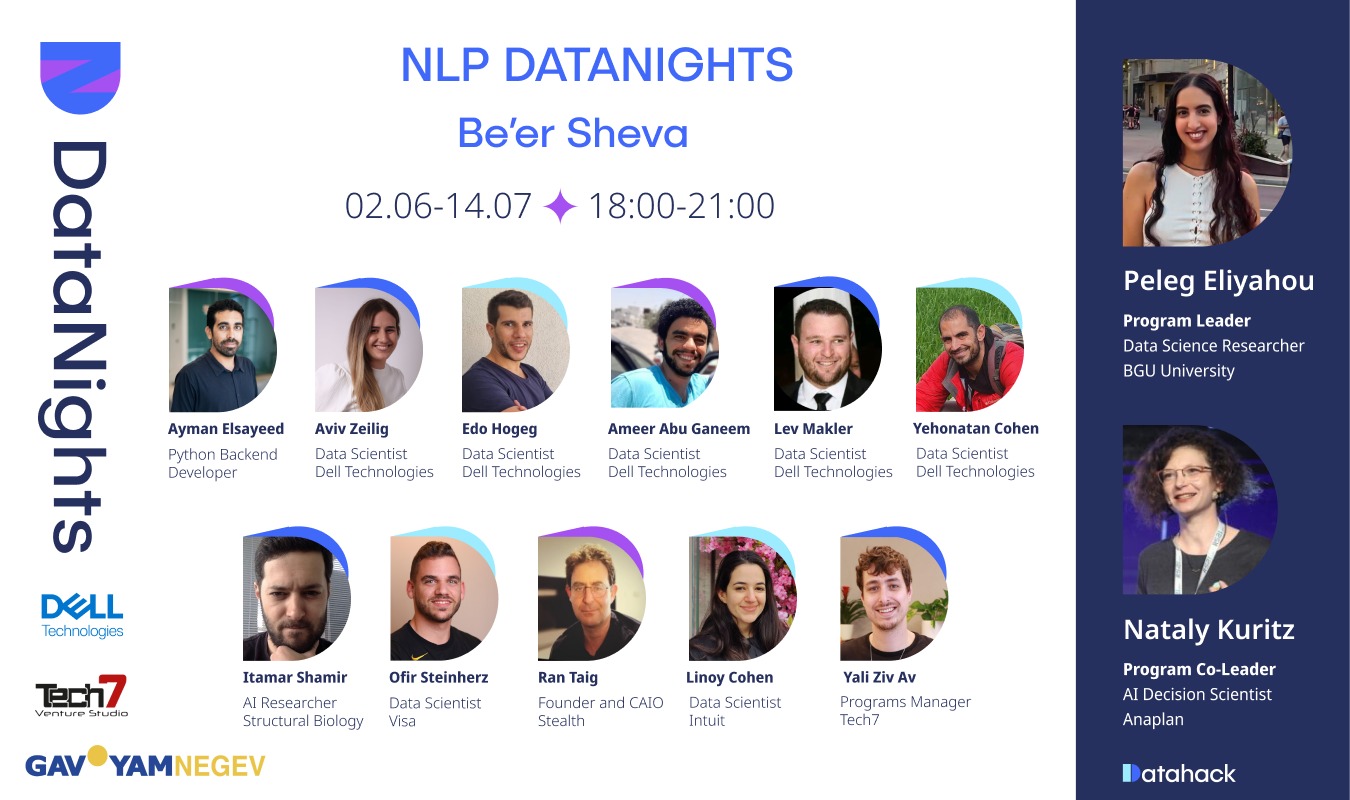 NLP DATANIGHTS
Be'er Sheva
02.06-14.07 18:00-21:00
DataNights
Ayman Elsayeed
Python Backend
Developer
Aviv Zeilig
Data Scientist
Dell Technologies
Edo Hogeg
Data Scientist
Dell Technologies
Ameer Abu Ganeem
Data Scientist
Dell Technologies
Lev Makler
Data Scientist
Dell Technologies
Yehonatan Cohen
Data Scientist
Dell Technologies
Itamar Shamir
AI Researcher
Structural Biology
Ofir Steinherz
Data Scientist
Visa
Ran Taig
Founder and CAIO
Stealth
Linoy Cohen
Data Scientist
Intuit
Yali Ziv Av
Programs Manager
Tech7
DELL
Technologies
Tech7
Venture Studio
GAV YAM NEGEV
Peleg Eliyahou
Program Leader
Data Science Researcher
BGU University
Nataly Kuritz
Program Co-Leader
AI Decision Scientist
Anaplan
Datahack